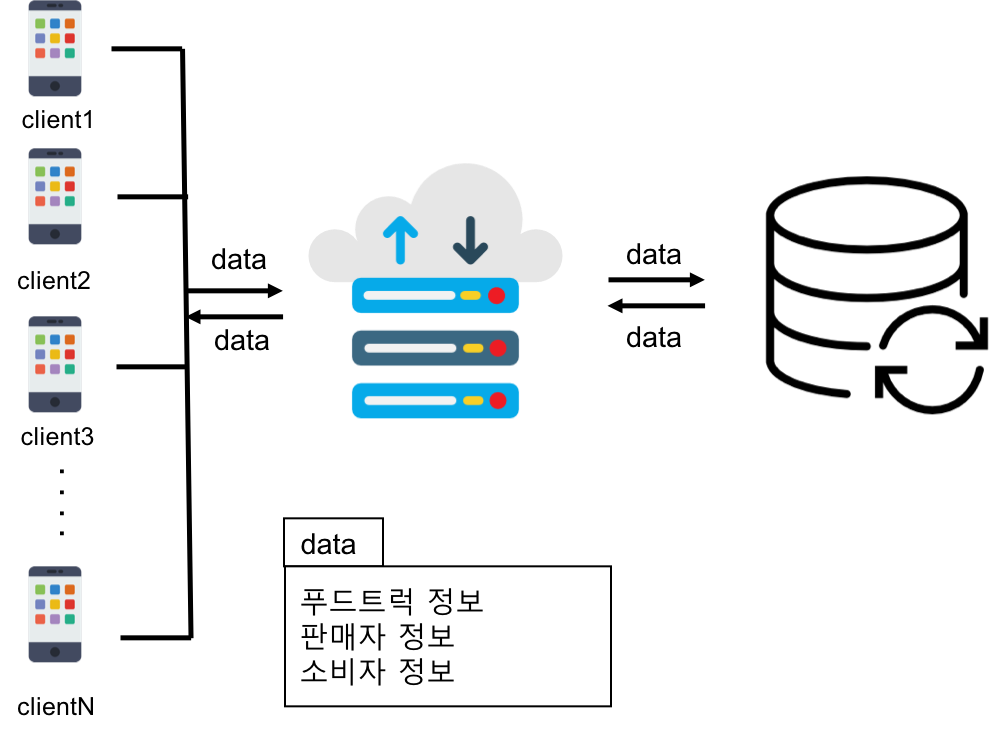 client1
client2
client3
clientN
data
data
data
data
data
푸드트럭 정보
판매자 정보
소비자 정보